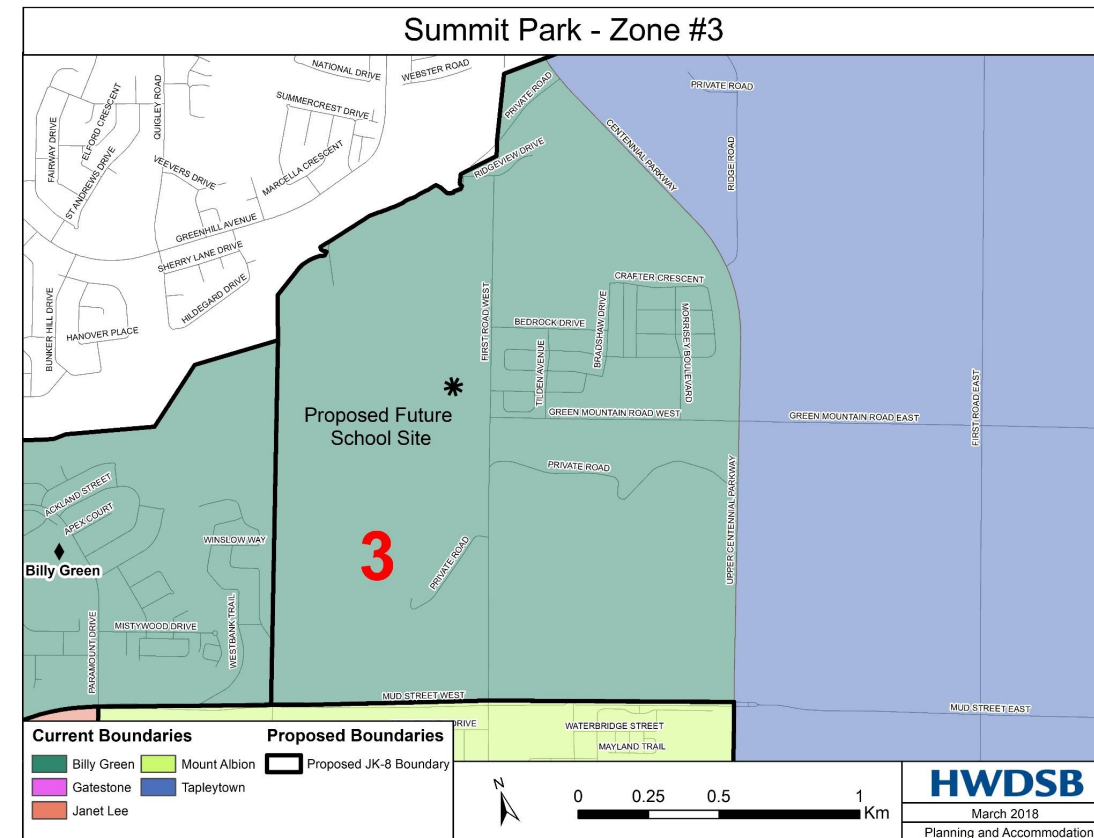 Summit Park - Zone #3
NATIONAL DRIVE
WEBSTER ROAD
PRIVATE ROAD
PRIVATE ROAD
ELFORD CRESCENT
QUIGLEY ROAD
SUMMERCREST DRIVE
FAIRWAY DRIVE
CENTENNIAL PARKWAY
RIDGE ROAD
ST ANDREWS DRIVE
VEEVERS DRIVE
MARCELLA CRESCENT
RIDGEVIEW DRIVE
GREENHILL AVENUE
SHERRY LANE DRIVE
HILDEGARD DRIVE
BUNKER HILL DRIVE
HANOVER PLACE
CRAFTER CRESCENT
FIRST ROAD WEST
BEDROCK DRIVE
BRADSHAW DRIVE
MORRISEY BOULEVARD
TILDEN AVENUE
FIRST ROAD EAST
Proposed Future
School Site
GREEN MOUNTAIN ROAD WEST
GREEN MOUNTAIN ROAD EAST
PRIVATE ROAD
UPPER CENTENNIAL PARKWAY
ACKLAND STREET
APEX COURT
WINSLOW WAY
Billy Green
3
PRIVATE ROAD
PARAMOUNT DRIVE
MISTYWOOD DRIVE
WESTBANK TRAIL
MUD STREET WEST
MUD STREET EAST
DRIVE
WATERBRIDGE STREET
MAYLAND TRAIL
Current Boundaries
Proposed Boundaries
Billy Green
Mount Albion
Proposed JK-8 Boundary
Gatestone
Tapleytown
Janet Lee
N
0 0.25 0.5 1
Km
HWDSB
March 2018
Planning and Accommodation